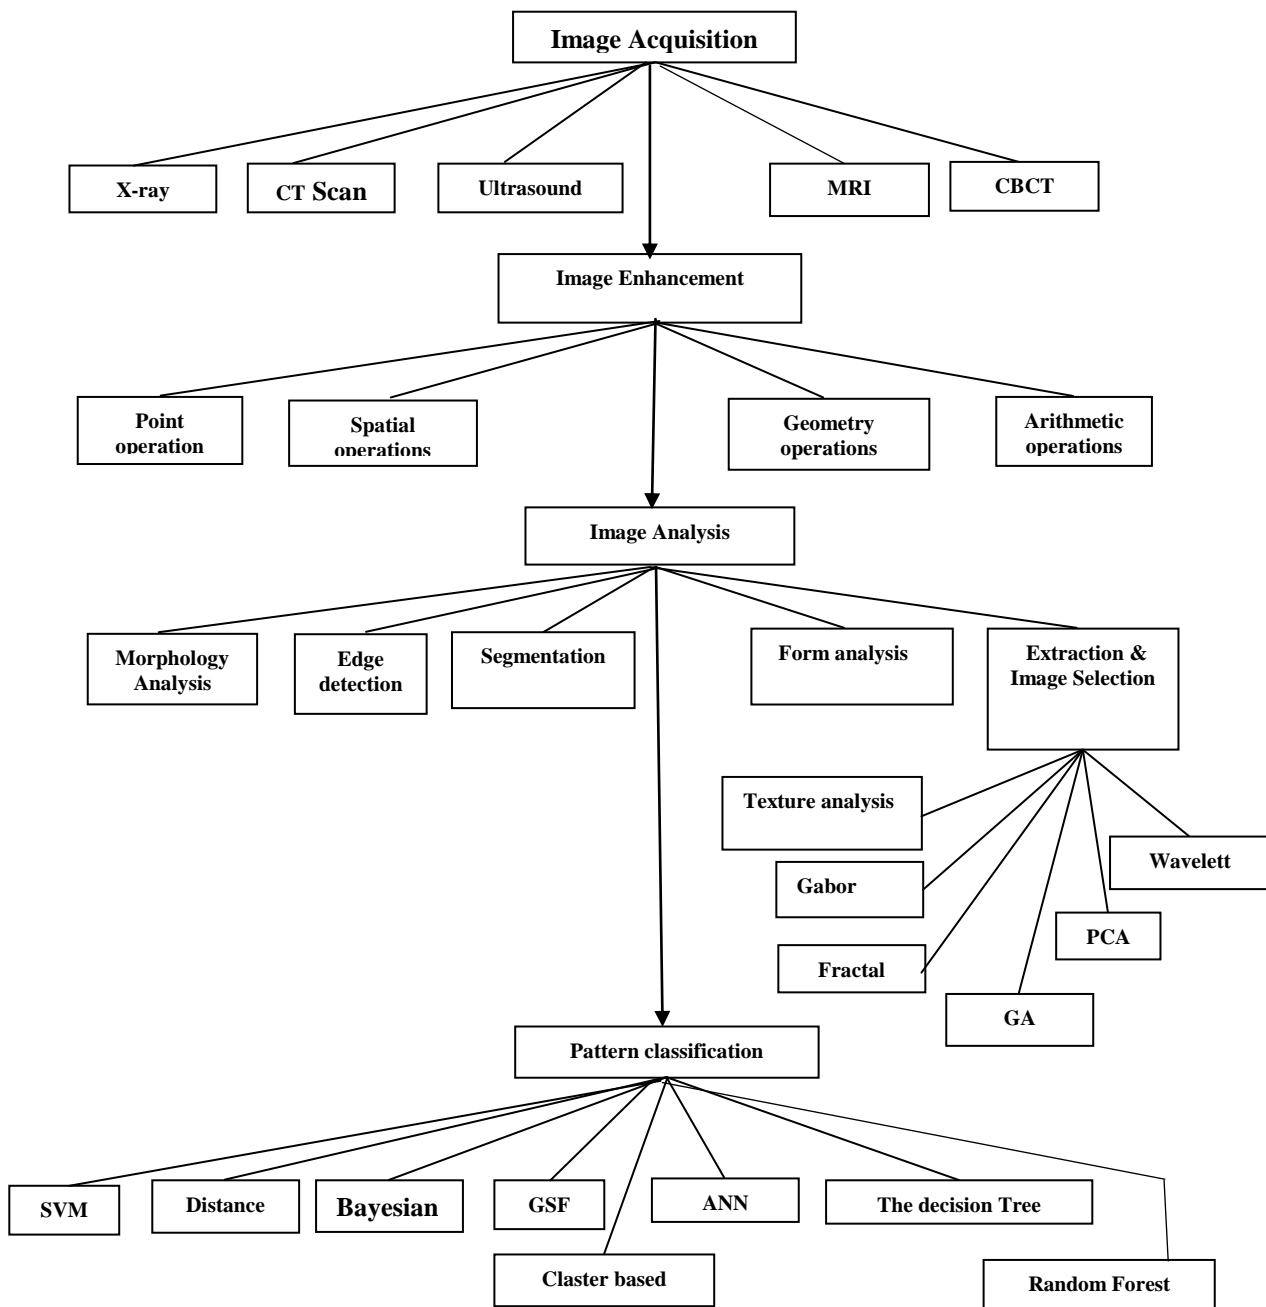 Image Acquisition
X-ray
CT Scan
Ultrasound
MRI
CBCT
Image Enhancement
Point
operation
Spatial
operations
Geometry
operations
Arithmetic
operations
Image Analysis
Morphology
Analysis
Edge
detection
Segmentation
Form analysis
Extraction &
Image Selection
Texture analysis
Wavelett
Gabor
PCA
Fractal
GA
Pattern classification
SVM
Distance
Bayesian
GSF
ANN
The decision Tree
Claster based
Random Forest